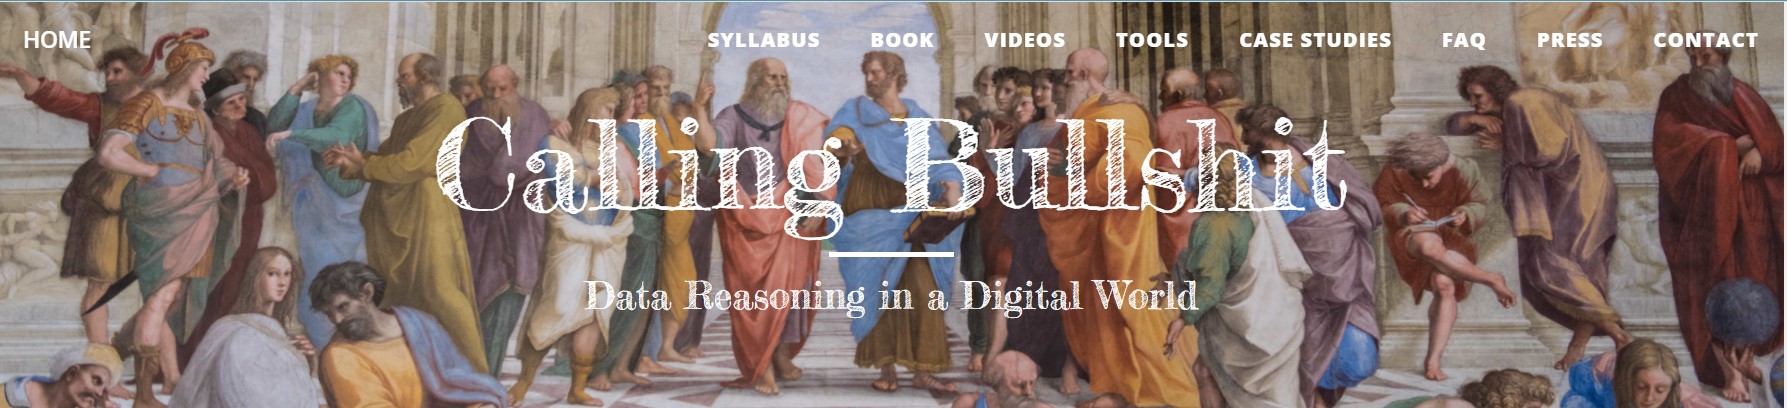 HOME SYLLABUS BOOK VIDEOS TOOLS CASE STUDIES FAQ PRESS CONTACT
Calling Bullshit
Data Reasoning in a Digital World